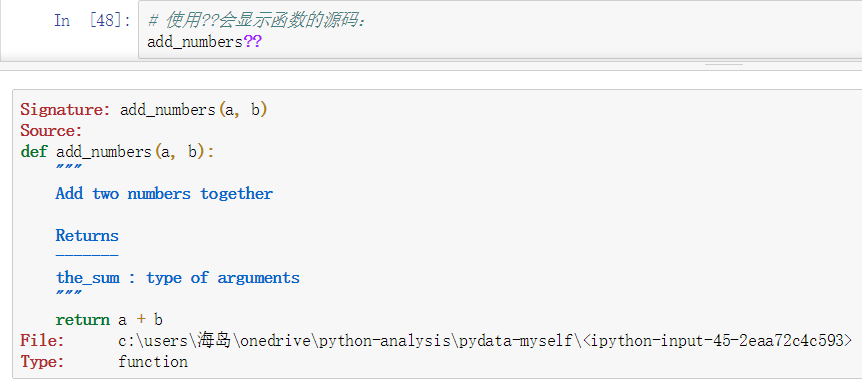 In [48]: # 使用??会显示函数的源码：
add_numbers??
Signature: add_numbers(a, b)
Source:
def add_numbers(a, b):
    """
    Add two numbers together

    Returns
    -------
    the_sum : type of arguments
    """
    return a + b
File:      c:\users\海岛\onedrive\python-analysis\pydata-myself\<ipython-input-45-2eaa72c4c593>
Type:      function